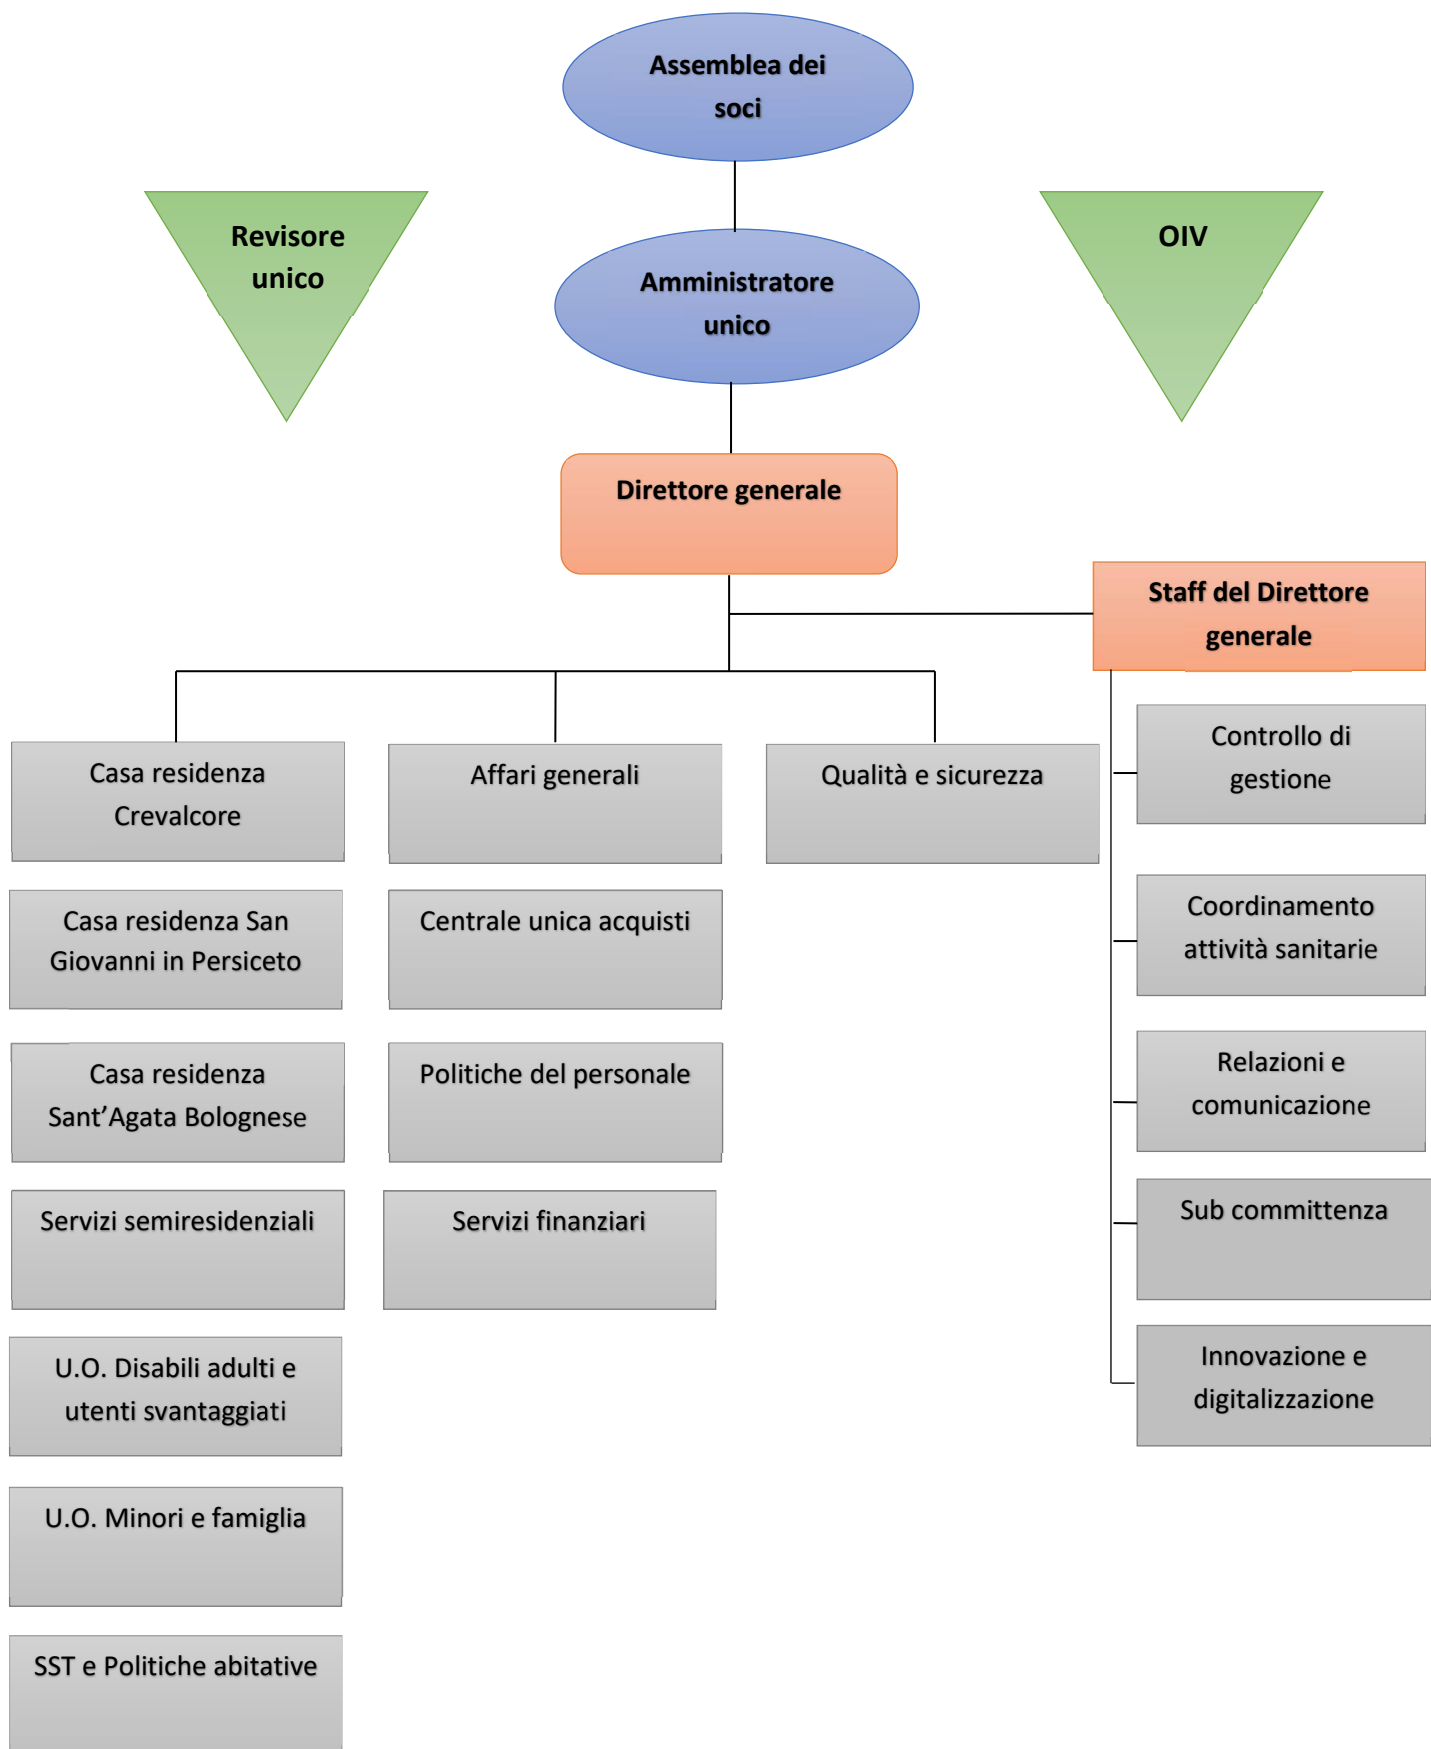 Assemblea dei
soci
Revisore
unico
OIV
Amministratore
unico
Direttore generale
Staff del Direttore
generale
Casa residenza
Crevalcore
Affari generali
Qualità e sicurezza
Controllo di
gestione
Casa residenza San
Giovanni in Persiceto
Centrale unica acquisti
Coordinamento
attività sanitarie
Casa residenza
Sant’Agata Bolognese
Politiche del personale
Relazioni e
comunicazione
Servizi semiresidenziali
Servizi finanziari
Sub committenza
U.O. Disabili adulti e
utenti svantaggiati
Innovazione e
digitalizzazione
U.O. Minori e famiglia
SST e Politiche abitative